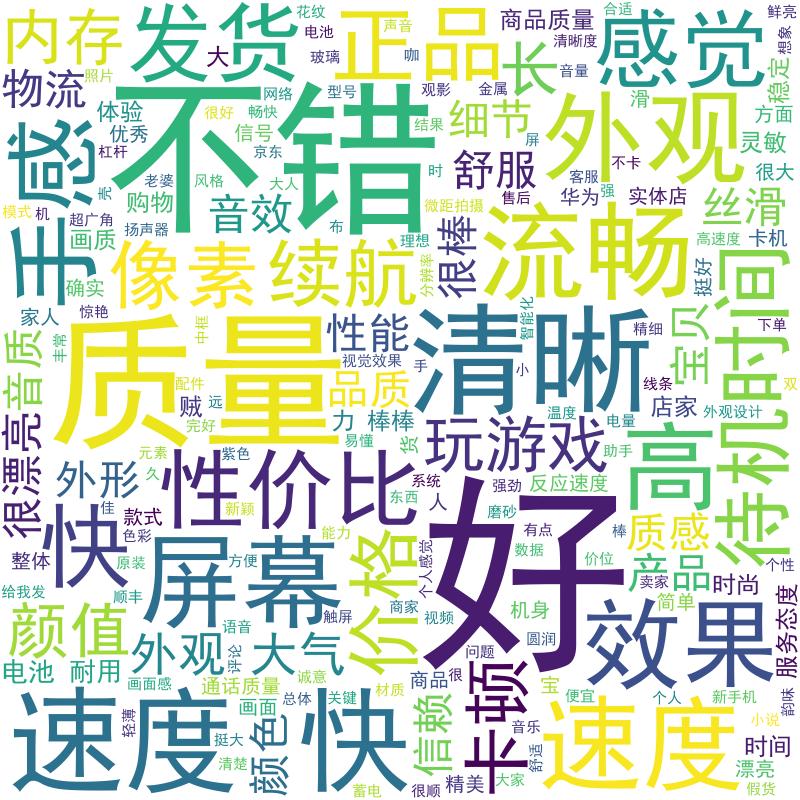 内存
发货
正品
感觉
花纹
电池
声音
商品质量
合适
鲜亮
想象
大
玻璃
咖
清晰度
长
物流
照片
体验
网络
型号
观影
金属
音量
滑
稳定
手感
优秀
很好
畅快
信号
结果
细节
屏
方面
杠杆
不错
京东
外观
不卡
灵敏
壳
老婆
风格
大人
时
舒服
客服
强
很大
模式
机
购物
售后
华为
实体店
超广角
音效
布
微距拍摄
丝滑
画质
扬声器
理想
很棒
流畅
高速度
卡机
像素
续航
分辨率
确实
挺好
待机时间
家人
惊艳
中框
性能
智能化
精细
下单
音质
非常
质量
视觉效果
手
清晰
小
宝贝
配件
品质
线条
双
很漂亮
贼
远
力
棒棒
温度
电量
店家
外观设计
完好
易懂
货
玩游戏
助手
高
外形
元素
久
紫色
性价比
系统
强劲
反应速度
佳
新颖
东西
人
款式
色彩
快
能力
磨砂
有点
棒
质感
整体
原装
方便
屏幕
价格
个人感觉
好
数据
价位
产品
个性
给我发
顺丰
触屏
商家
视频
机身
卖家
时尚
颜值
语音
圆润
简单
效果
服务态度
外观
评论
大气
电池
耐用
画面感
通话质量
诚意
商品
很
问题
卡顿
材质
宝
便宜
个人
新手机
韵味
速度
轻薄
画面
总体
关键
快
信赖
音乐
速度
小说
挺大
颜色
舒适
时间
清楚
漂亮
蓄电
很顺
精美
大家
假货